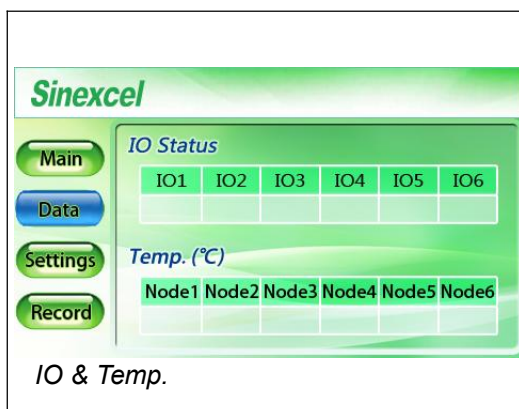 Sinexcel
Main
Data
Settings
Record
IO Status
IO1 IO2 IO3 IO4 IO5 IO6
Temp. (℃)
Node1 Node2 Node3 Node4 Node5 Node6
IO & Temp.